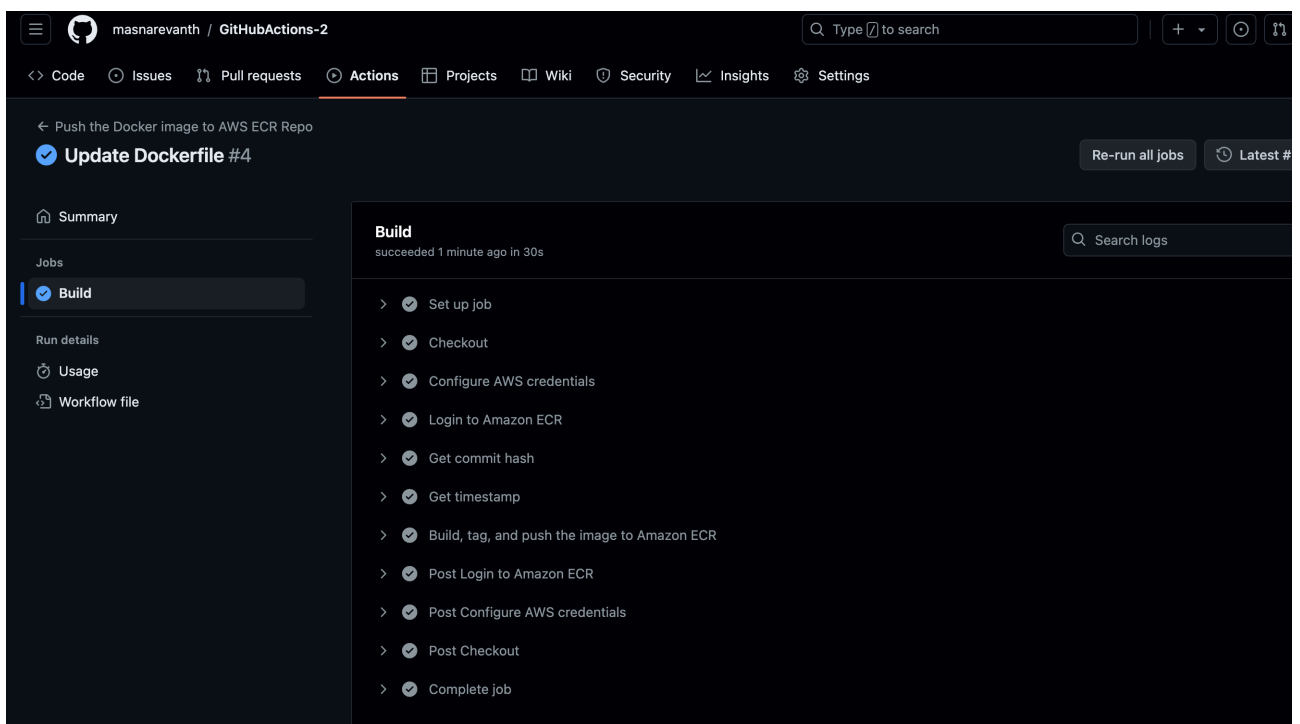 masnarevanth / GitHubActions-2
Type / to search
Code Issues Pull requests Actions Projects Wiki Security Insights Settings
← Push the Docker image to AWS ECR Repo
Update Dockerfile #4
Re-run all jobs
Latest #
Summary
Jobs
Build
Run details
Usage
Workflow file
Build
succeeded 1 minute ago in 30s
Search logs
Set up job
Checkout
Configure AWS credentials
Login to Amazon ECR
Get commit hash
Get timestamp
Build, tag, and push the image to Amazon ECR
Post Login to Amazon ECR
Post Configure AWS credentials
Post Checkout
Complete job